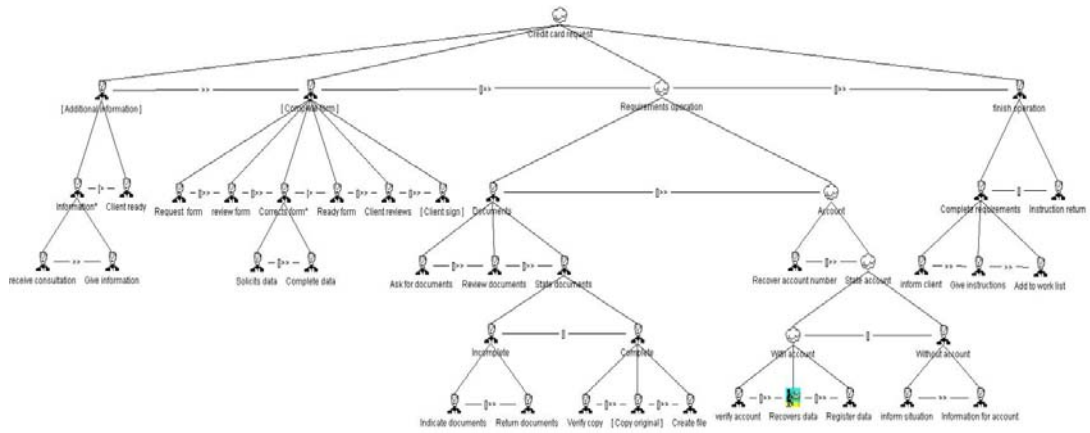 Credit card request
>> []>> []>>
[Additional information] [Complete form] Requirements operation finish operation
|> []>> []>> []>> []>> []>> []>> []
Information* Client ready Request form review form Corrects form* Ready form Client reviews [Client sign] Documents Account Complete requirements Instruction return
>> []>> []>> []>> []>> >> >>
receive consultation Give information Solicits data Complete data Ask for documents Review documents State documents Recover account number State account inform client Give instructions Add to work list
[] []
Incomplete Complete With account Without account
[]>> []>> []>> []>> []>> >>
Indicate documents Return documents Verify copy [Copy original] Create file verify account Recovers data Register data inform situation Information for account